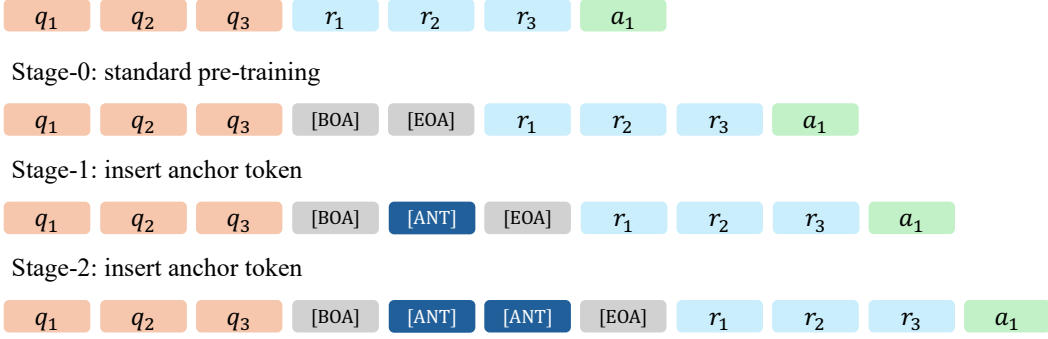 q₁ q₂ q₃ r₁ r₂ r₃ a₁
Stage-0: standard pre-training
q₁ q₂ q₃ [BOA] [EOA] r₁ r₂ r₃ a₁
Stage-1: insert anchor token
q₁ q₂ q₃ [BOA] [ANT] [EOA] r₁ r₂ r₃ a₁
Stage-2: insert anchor token
q₁ q₂ q₃ [BOA] [ANT] [ANT] [EOA] r₁ r₂ r₃ a₁